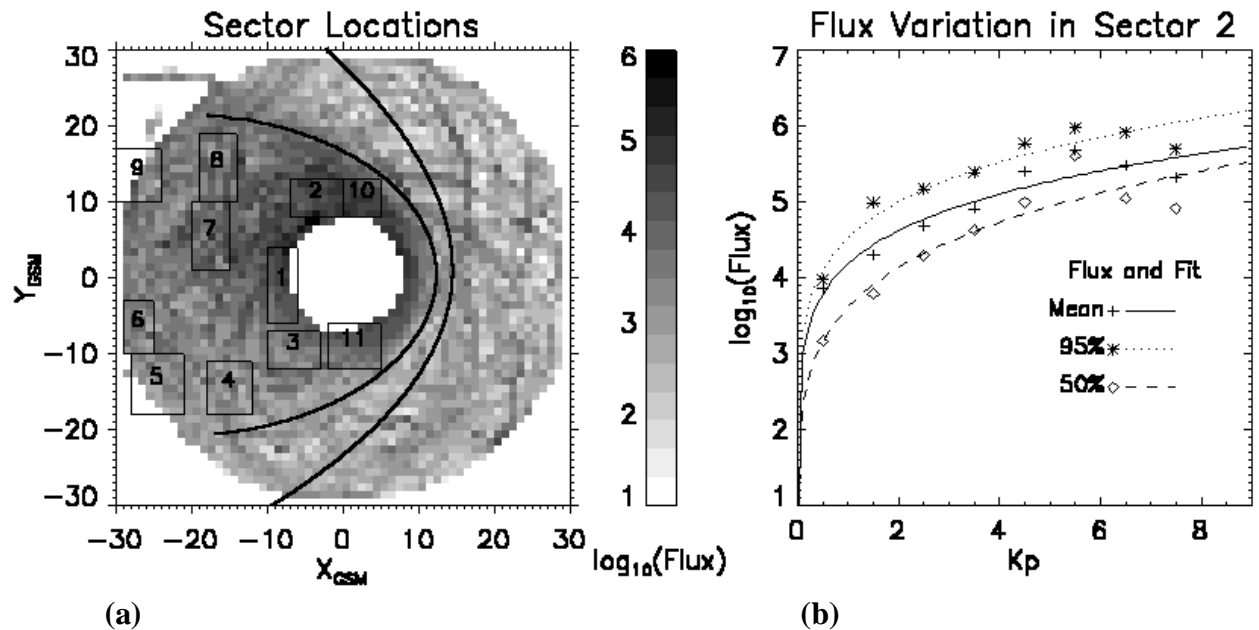 Sector Locations
30
20
10
0
−10
−20
−30
Y_GSM
−30 −20 −10 0 10 20 30
X_GSM
9
8
7
2 10
1
6
3 11
5 4
6
5
4
3
2
1
log₁₀(Flux)
(a)
Flux Variation in Sector 2
7
6
5
4
3
2
1
log₁₀(Flux)
0 2 4 6 8
Kp
Flux and Fit
Mean
95%
50%
(b)